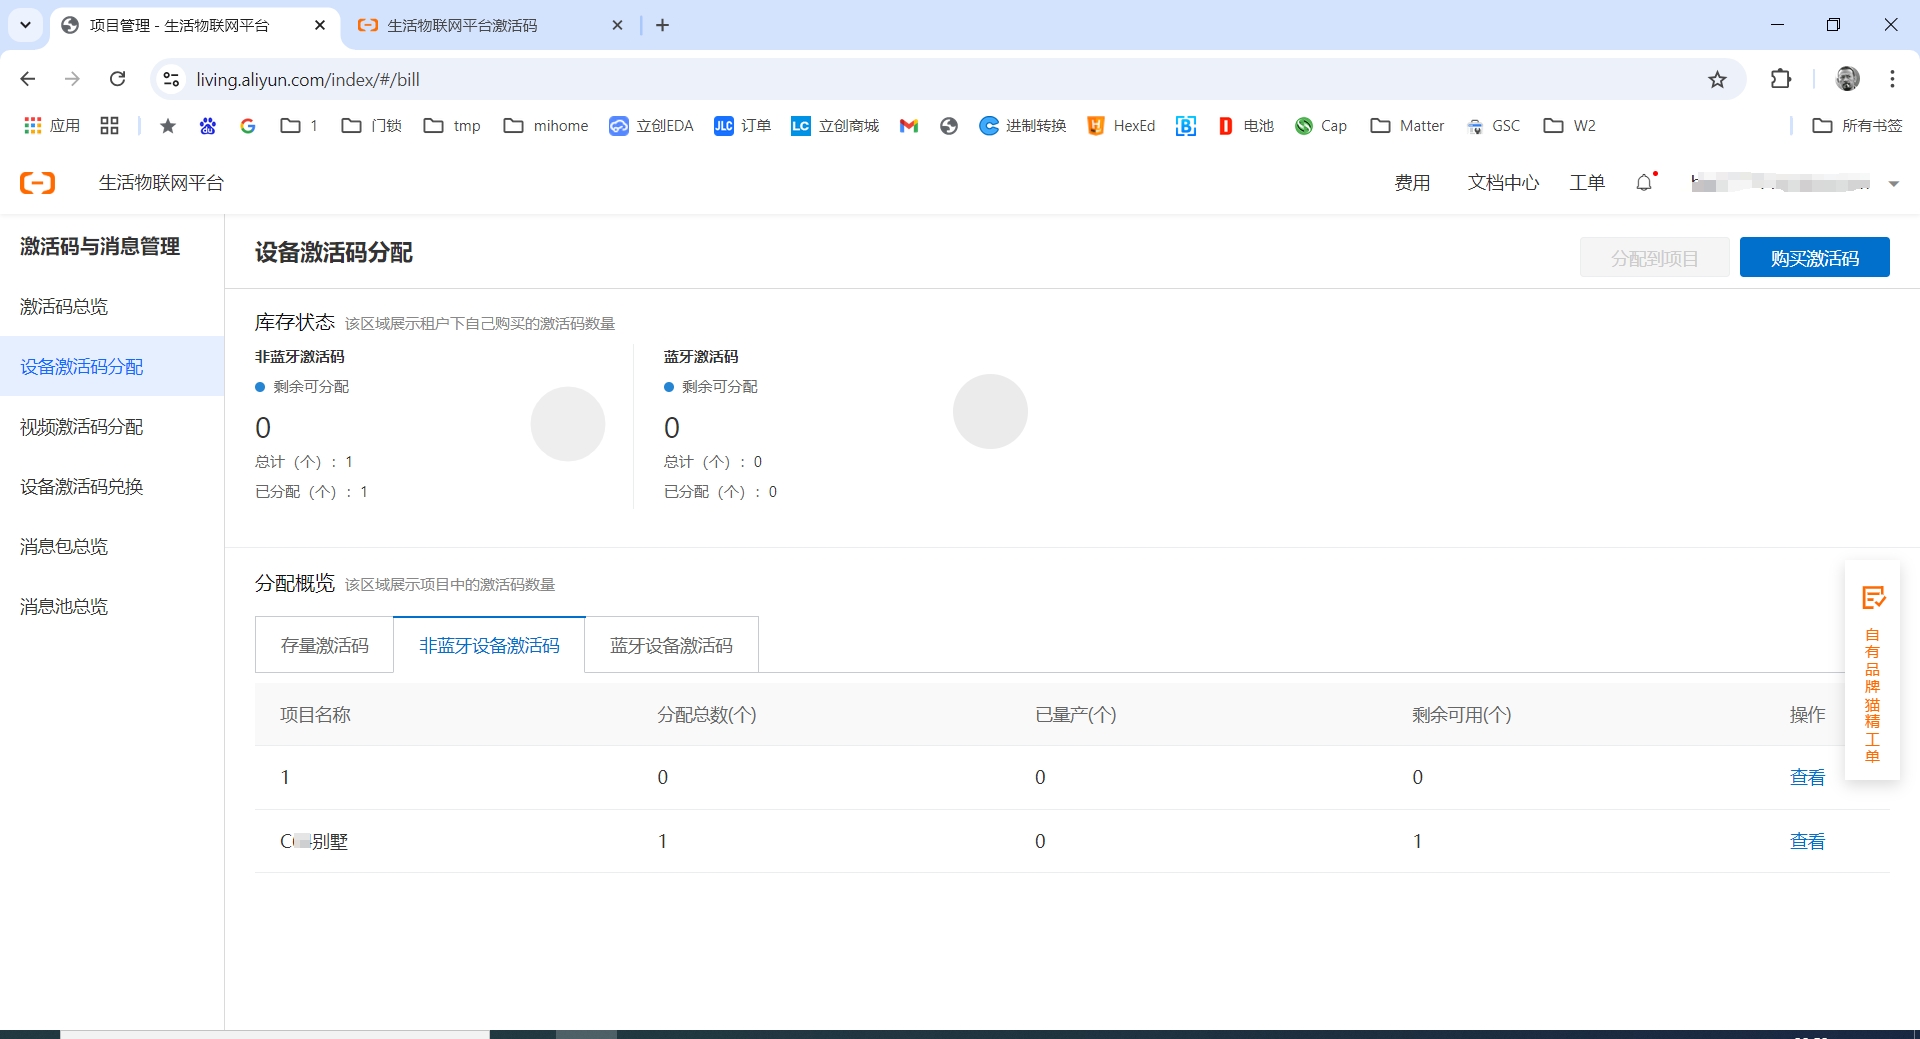 项目管理 - 生活物联网平台
生活物联网平台激活码
living.aliyun.com/index/#/bill
应用 1 门锁 tmp mihome 立创EDA JLC 订单 LC 立创商城 进制转换 HexEd 电池 Cap Matter GSC W2 所有书签
生活物联网平台
费用 文档中心 工单
激活码与消息管理
激活码总览
设备激活码分配
视频激活码分配
设备激活码兑换
消息包总览
消息池总览
设备激活码分配
分配到项目 购买激活码
库存状态 该区域展示租户下自己购买的激活码数量
非蓝牙激活码
剩余可分配
0
总计（个）：1
已分配（个）：1
蓝牙激活码
剩余可分配
0
总计（个）：0
已分配（个）：0
分配概览 该区域展示项目中的激活码数量
存量激活码 非蓝牙设备激活码 蓝牙设备激活码
项目名称 分配总数(个) 已量产(个) 剩余可用(个) 操作
1 0 0 0 查看
C 别墅 1 0 1 查看
自有品牌猫精工单